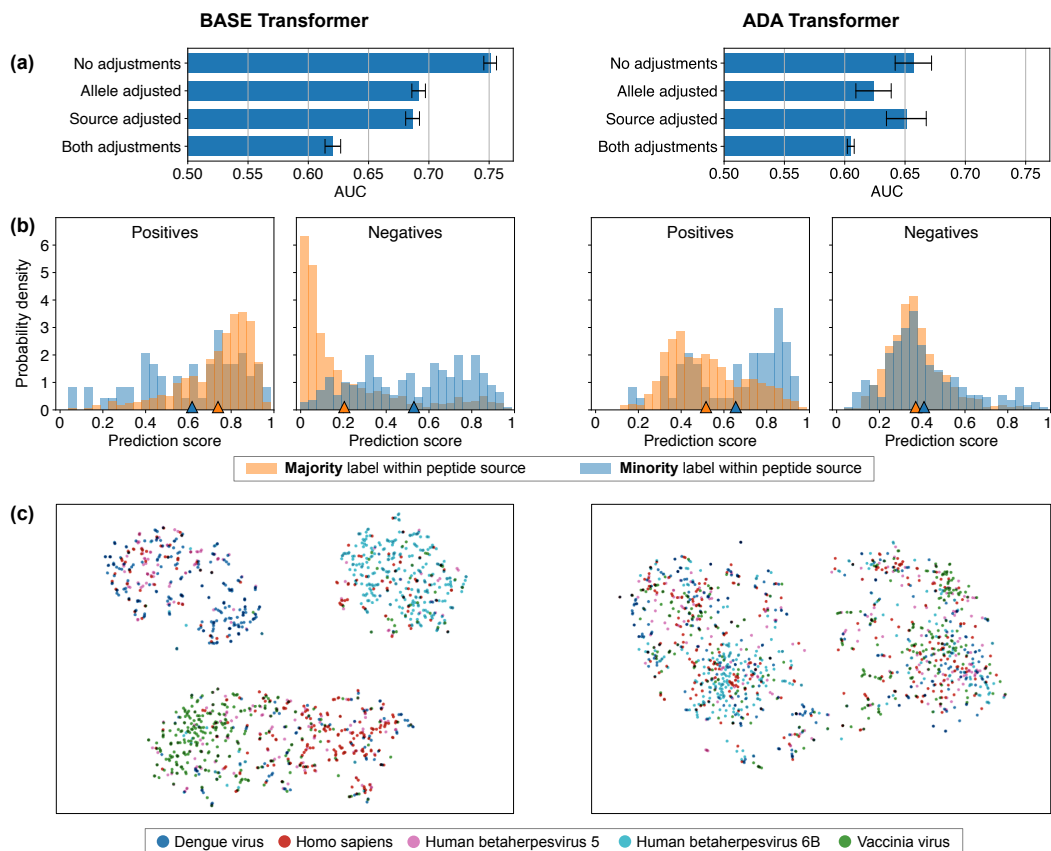 BASE Transformer
ADA Transformer
(a)
No adjustments
Allele adjusted
Source adjusted
Both adjustments
0.50 0.55 0.60 0.65 0.70 0.75
AUC
No adjustments
Allele adjusted
Source adjusted
Both adjustments
0.50 0.55 0.60 0.65 0.70 0.75
AUC
(b)
Probability density
6
5
4
3
2
1
0
Positives
0 0.2 0.4 0.6 0.8 1
Prediction score
Negatives
0 0.2 0.4 0.6 0.8 1
Prediction score
Positives
0 0.2 0.4 0.6 0.8 1
Prediction score
Negatives
0 0.2 0.4 0.6 0.8 1
Prediction score
Majority label within peptide source
Minority label within peptide source
(c)
Dengue virus
Homo sapiens
Human betaherpesvirus 5
Human betaherpesvirus 6B
Vaccinia virus